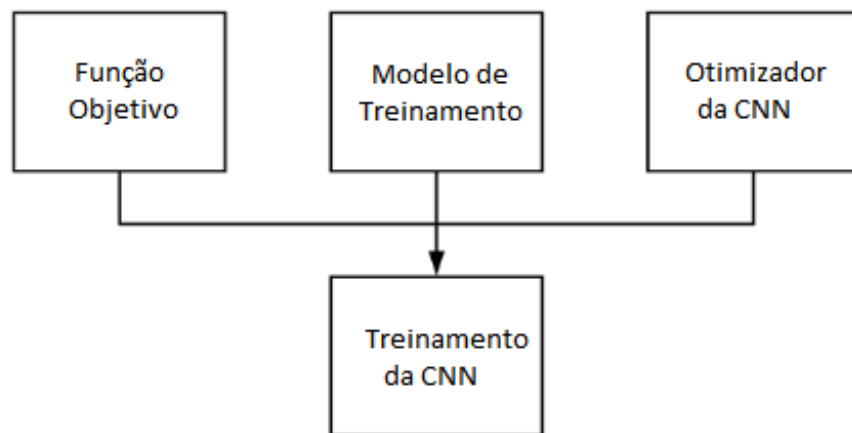 Função
Objetivo
Modelo de
Treinamento
Otimizador
da CNN
Treinamento
da CNN